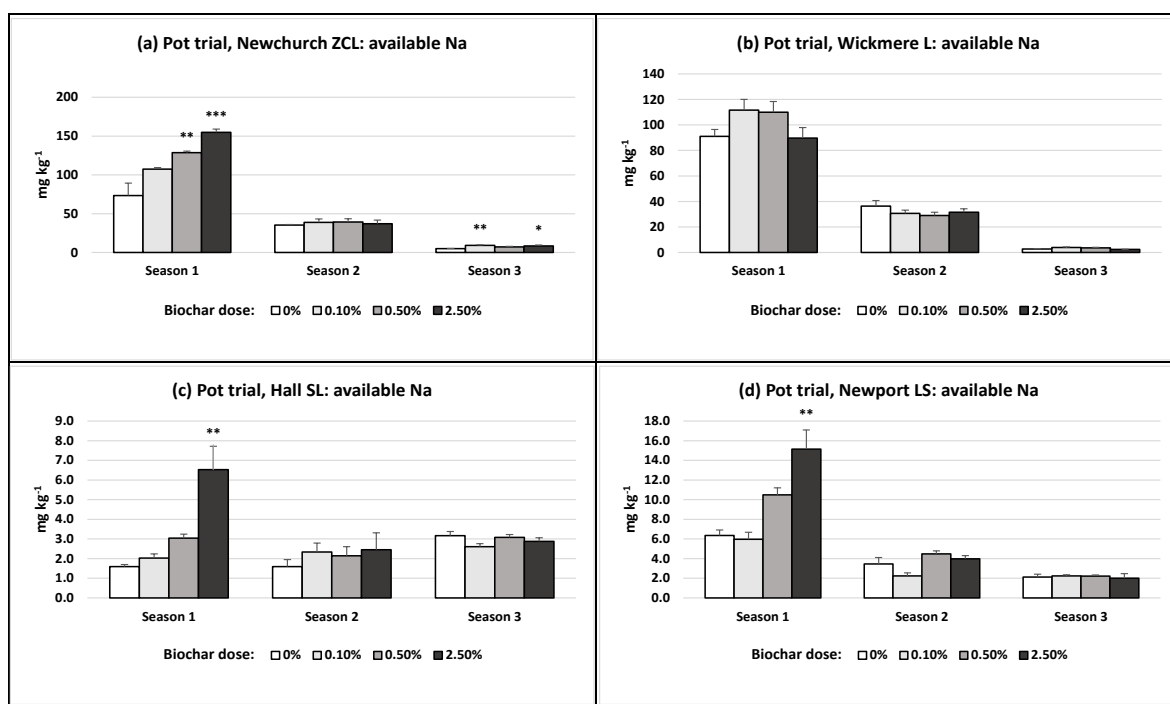 (a) Pot trial, Newchurch ZCL: available Na
200
150
100
50
0
mg kg⁻¹
**
***
**
*
Season 1 Season 2 Season 3
Biochar dose: 0% 0.10% 0.50% 2.50%
(b) Pot trial, Wickmere L: available Na
140
120
100
80
60
40
20
0
mg kg⁻¹
Season 1 Season 2 Season 3
Biochar dose: 0% 0.10% 0.50% 2.50%
(c) Pot trial, Hall SL: available Na
9.0
8.0
7.0
6.0
5.0
4.0
3.0
2.0
1.0
0.0
mg kg⁻¹
**
Season 1 Season 2 Season 3
Biochar dose: 0% 0.10% 0.50% 2.50%
(d) Pot trial, Newport LS: available Na
18.0
16.0
14.0
12.0
10.0
8.0
6.0
4.0
2.0
0.0
mg kg⁻¹
**
Season 1 Season 2 Season 3
Biochar dose: 0% 0.10% 0.50% 2.50%